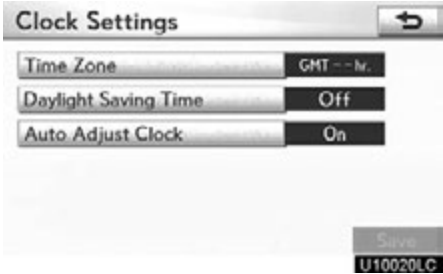 Clock Settings
Time Zone GMT --hr.
Daylight Saving Time Off
Auto Adjust Clock On
Save
U10020LC